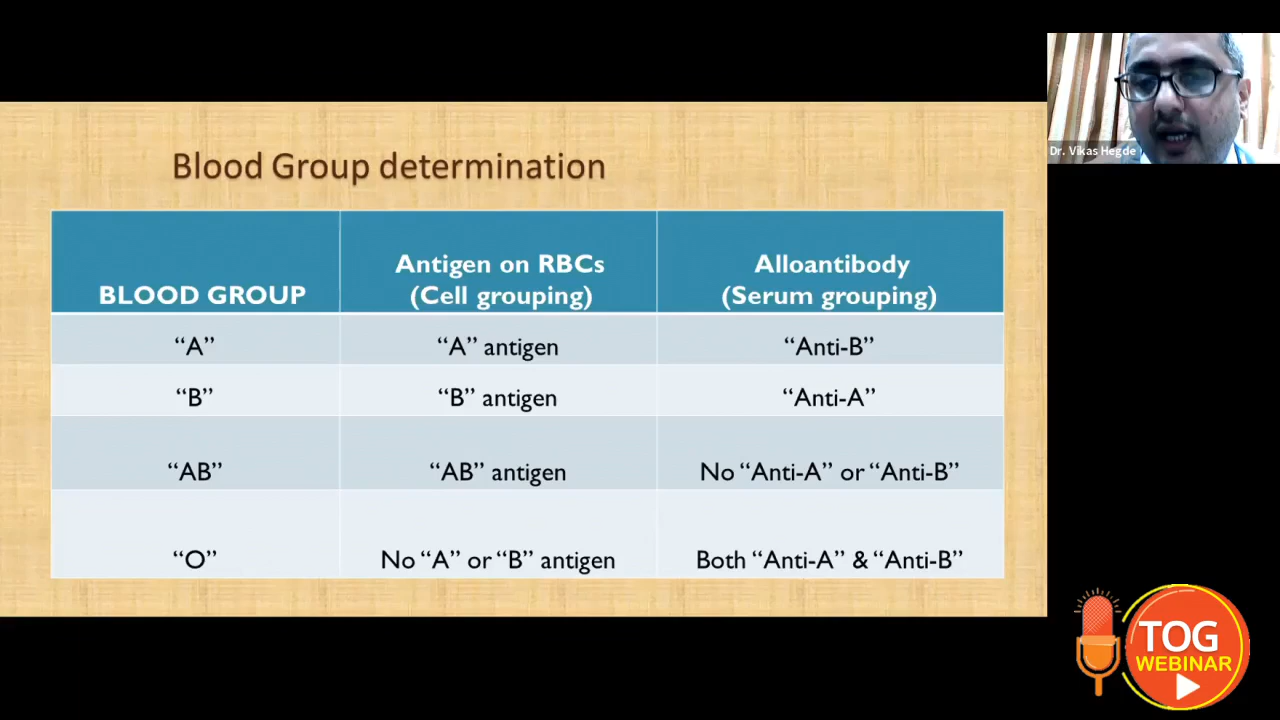 Blood Group determination
BLOOD GROUP
Antigen on RBCs
(Cell grouping)
Alloantibody
(Serum grouping)
“A”
“A” antigen
“Anti-B”
“B”
“B” antigen
“Anti-A”
“AB”
“AB” antigen
No “Anti-A” or “Anti-B”
“O”
No “A” or “B” antigen
Both “Anti-A” & “Anti-B”
Dr. Vikas Hegde
TOG
WEBINAR